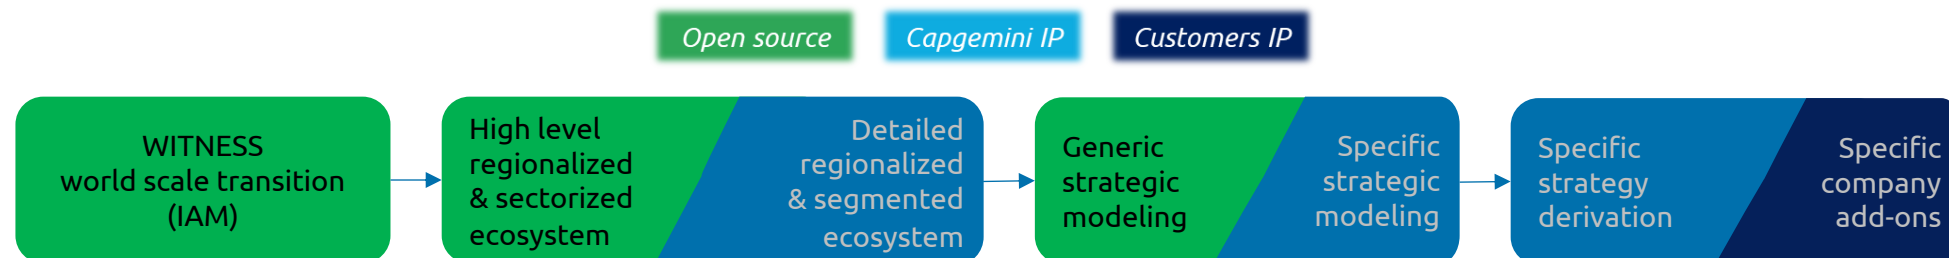 Open source
Capgemini IP
Customers IP
WITNESS
world scale transition
(IAM)
High level
regionalized
& sectorized
ecosystem
Detailed
regionalized
& segmented
ecosystem
Generic
strategic
modeling
Specific
strategic
modeling
Specific
strategy
derivation
Specific
company
add-ons